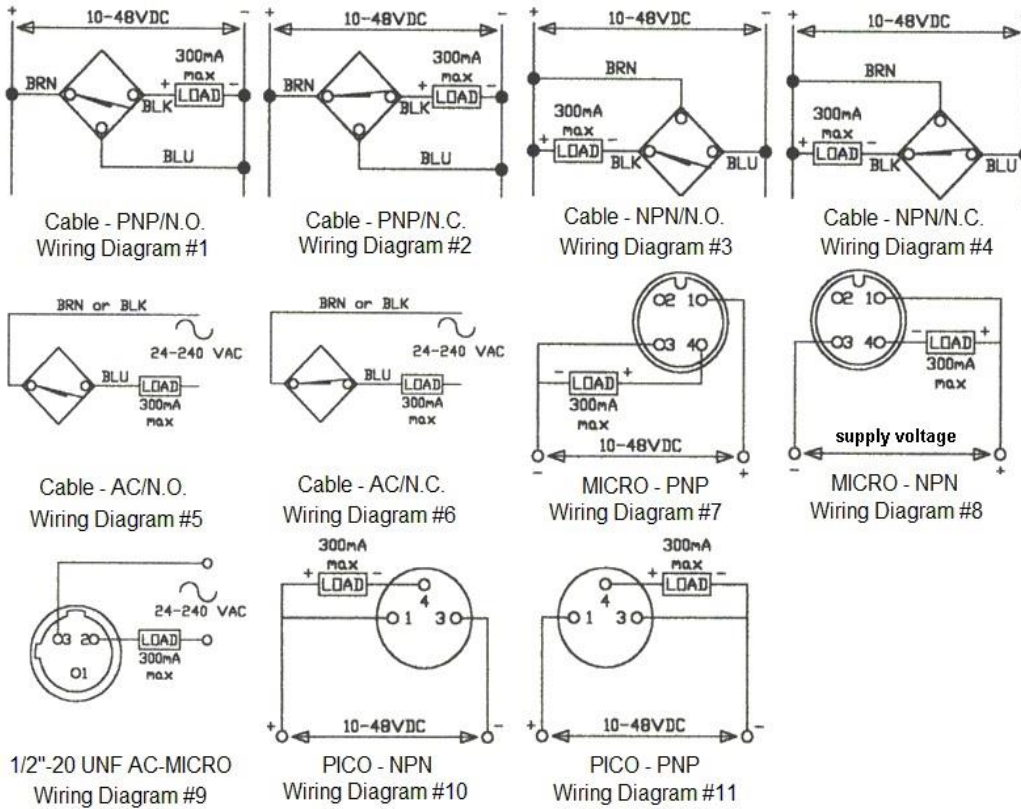 + 10-48VDC -
300mA
max
BRN
+ LOAD -
BLK
BLU
Cable - PNP/N.O.
Wiring Diagram #1
+ 10-48VDC -
300mA
max
BRN
+ LOAD -
BLK
BLU
Cable - PNP/N.C.
Wiring Diagram #2
+ 10-48VDC -
BRN
300mA
max
+ LOAD -
BLK
BLU
Cable - NPN/N.O.
Wiring Diagram #3
+ 10-48VDC
BRN
300mA
max
+ LOAD -
BLK
BLU
Cable - NPN/N.C.
Wiring Diagram #4
BRN or BLK
24-240 VAC
BLU
LOAD
300mA
max
Cable - AC/N.O.
Wiring Diagram #5
BRN or BLK
24-240 VAC
BLU
LOAD
300mA
max
Cable - AC/N.C.
Wiring Diagram #6
2 1
3 4
- LOAD +
300mA
max
10-48VDC
- +
MICRO - PNP
Wiring Diagram #7
2 1
3 4
- LOAD +
300mA
max
supply voltage
- +
MICRO - NPN
Wiring Diagram #8
24-240 VAC
3 2
LOAD
1
300mA
max
1/2"-20 UNF AC-MICRO
Wiring Diagram #9
300mA
max
+ LOAD -
4
1 3
+ 10-48VDC -
PICO - NPN
Wiring Diagram #10
300mA
max
+ LOAD -
4
1 3
+ 10-48VDC -
PICO - PNP
Wiring Diagram #11